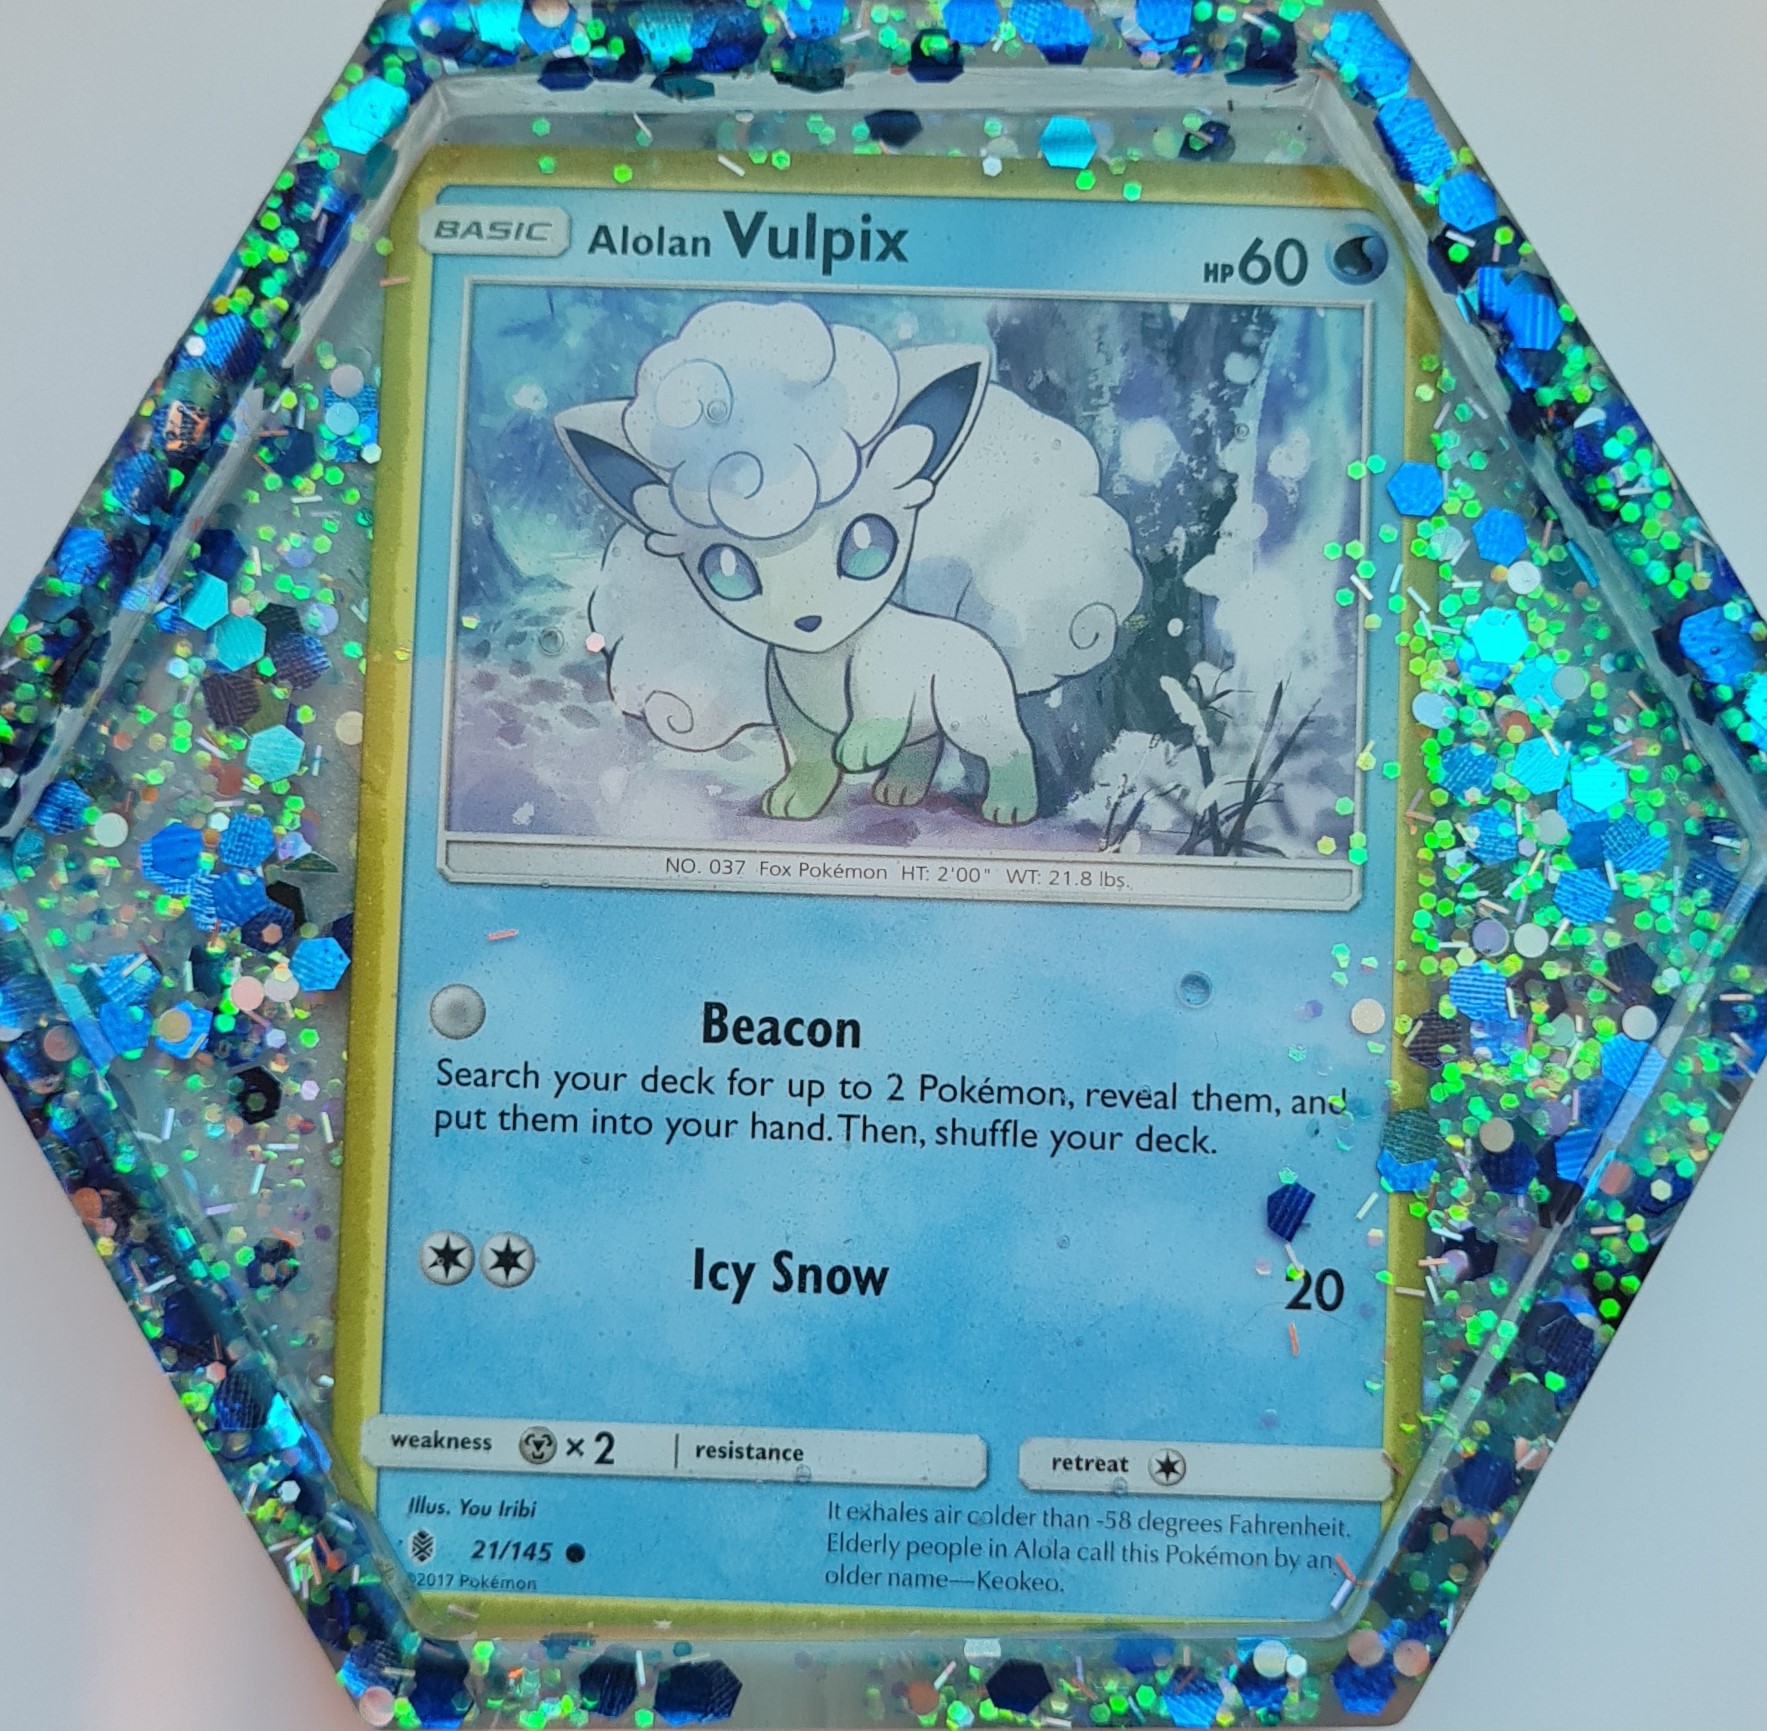 BASIC Alolan Vulpix HP 60
NO. 037 Fox Pokémon HT: 2'00" WT: 21.8 lbs.
Beacon
Search your deck for up to 2 Pokémon, reveal them, and
put them into your hand. Then, shuffle your deck.
Icy Snow 20
weakness ×2 | resistance
retreat
Illus. You Iribi
21/145
©2017 Pokémon
It exhales air colder than -58 degrees Fahrenheit.
Elderly people in Alola call this Pokémon by an
older name—Keokeo.